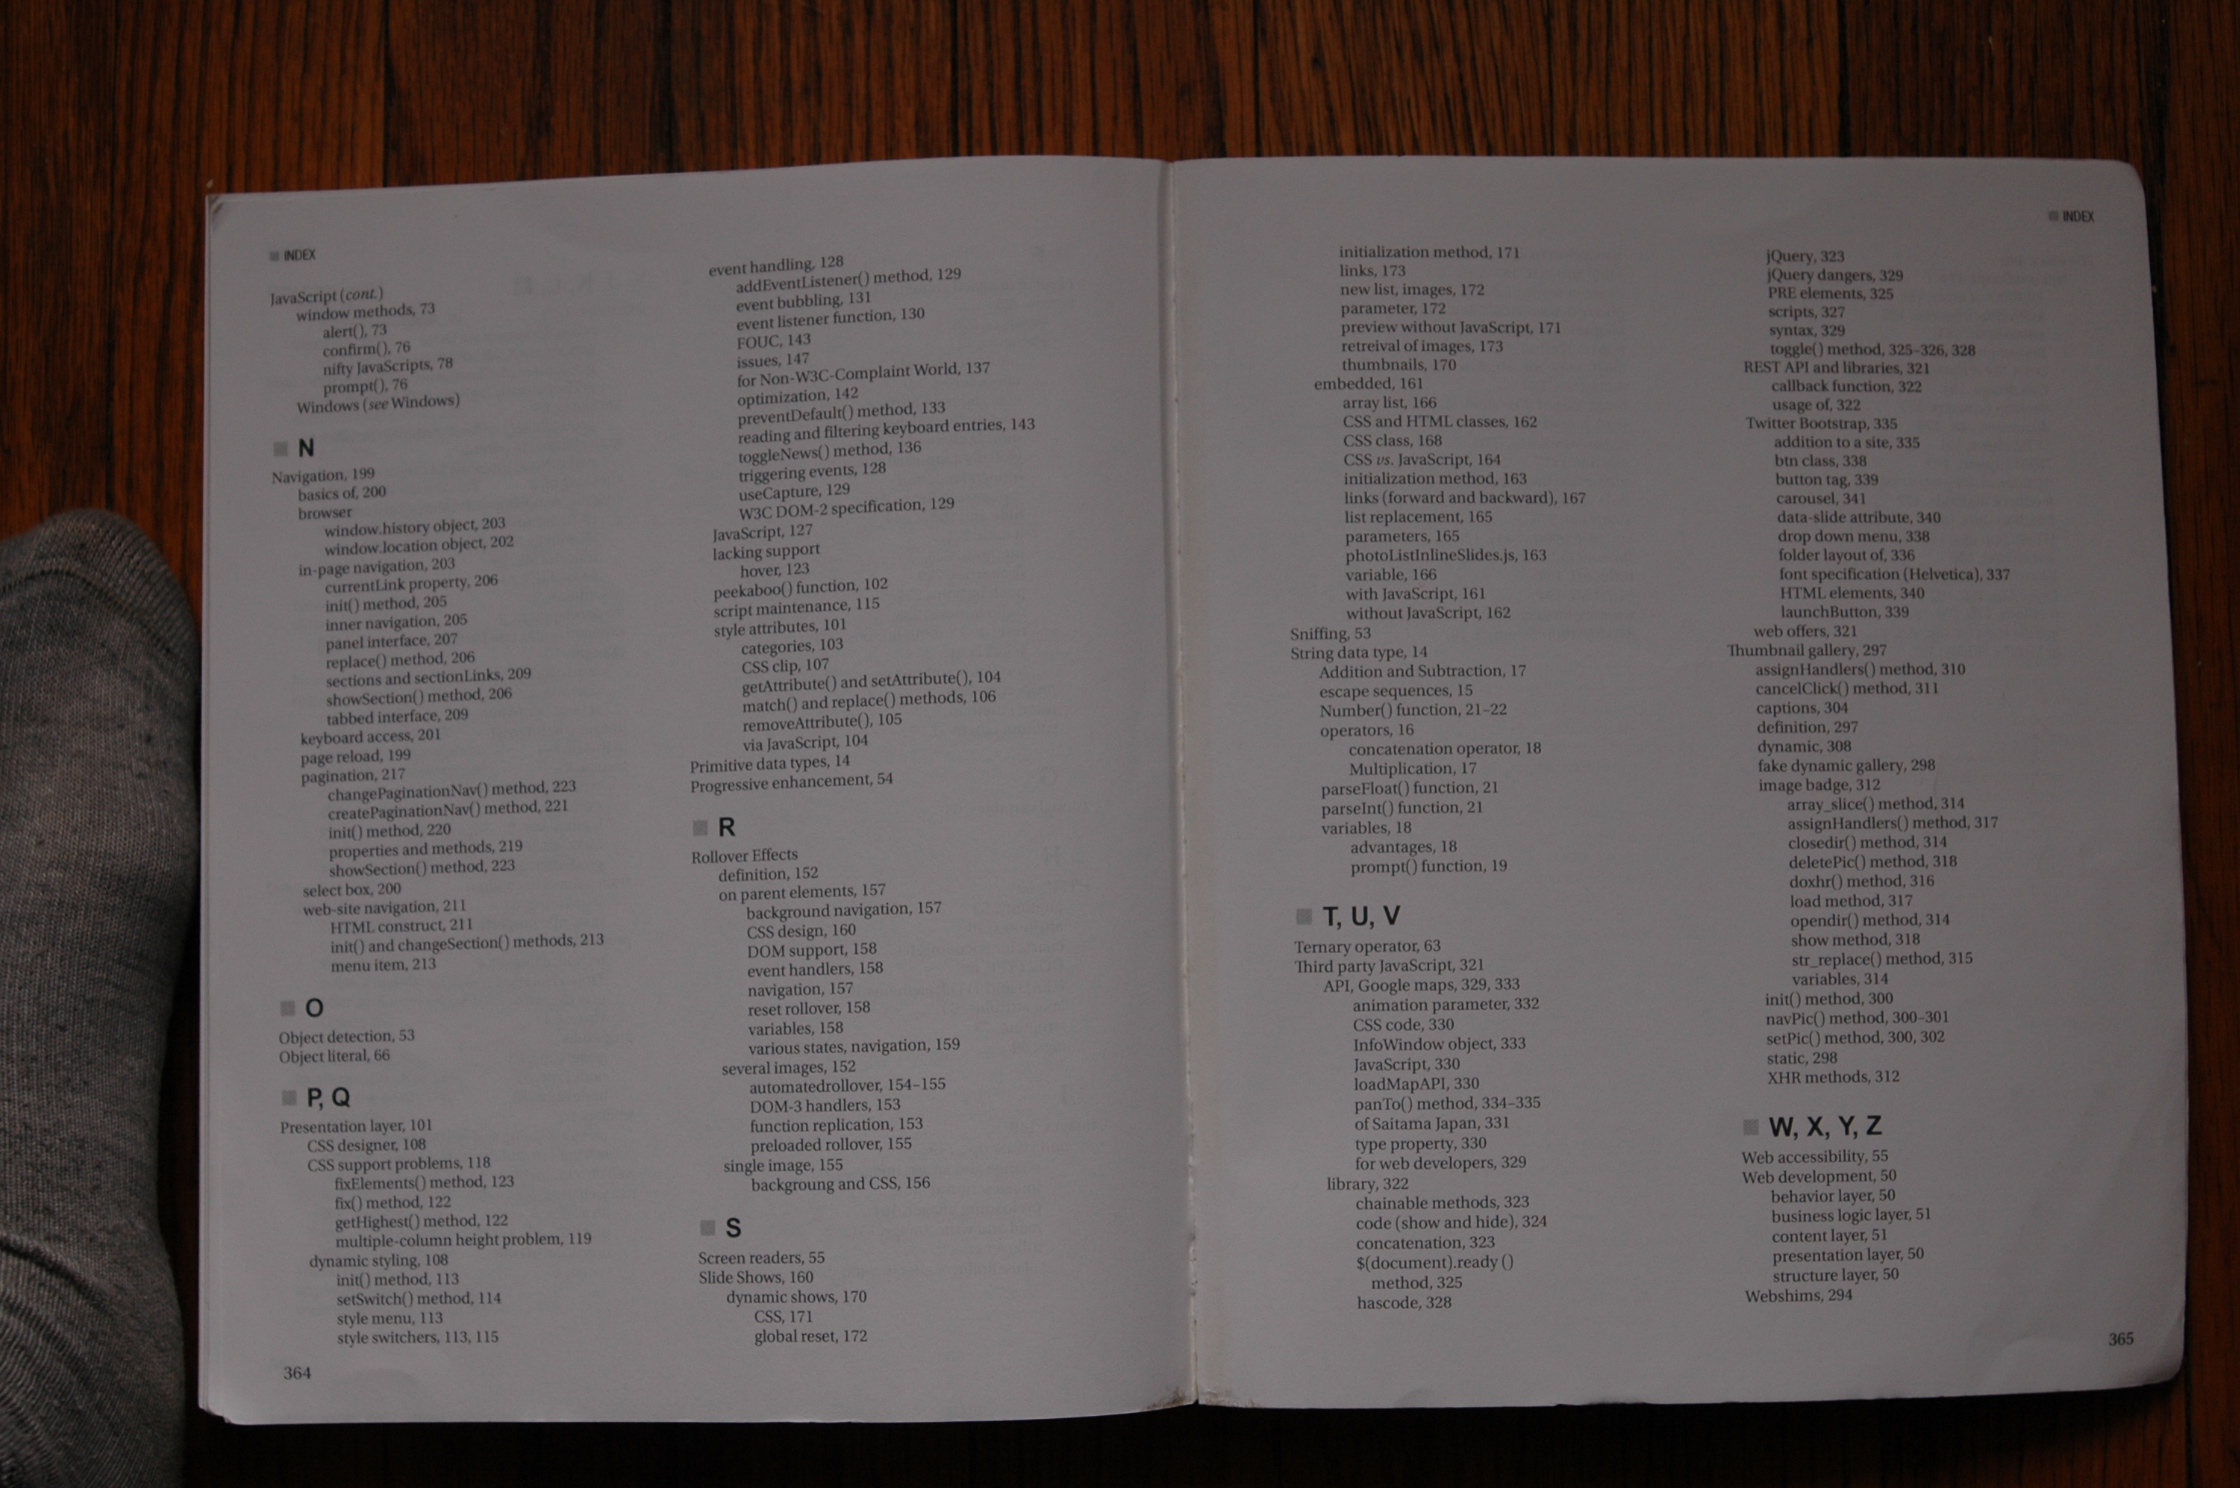 ■ INDEX
JavaScript (cont.)
window methods, 73
alert(), 73
confirm(), 76
nifty JavaScripts, 78
prompt(), 76
Windows (see Windows)
■ N
Navigation, 199
basics of, 200
browser
window.history object, 203
window.location object, 202
in-page navigation, 203
currentLink property, 206
init() method, 205
inner navigation, 205
panel interface, 207
replace() method, 206
sections and sectionLinks, 209
showSection() method, 206
tabbed interface, 209
keyboard access, 201
page reload, 199
pagination, 217
changePaginationNav() method, 223
createPaginationNav() method, 221
init() method, 220
properties and methods, 219
showSection() method, 223
select box, 200
web-site navigation, 211
HTML construct, 211
init() and changeSection() methods, 213
menu item, 213
■ O
Object detection, 53
Object literal, 66
■ P, Q
Presentation layer, 101
CSS designer, 108
CSS support problems, 118
fixElements() method, 123
fix() method, 122
getHighest() method, 122
multiple-column height problem, 119
dynamic styling, 108
init() method, 113
setSwitch() method, 114
style menu, 113
style switchers, 113, 115
event handling, 128
addEventListener() method, 129
event bubbling, 131
event listener function, 130
FOUC, 143
issues, 147
for Non-W3C-Complaint World, 137
optimization, 142
preventDefault() method, 133
reading and filtering keyboard entries, 143
toggleNews() method, 136
triggering events, 128
useCapture, 129
W3C DOM-2 specification, 129
JavaScript, 127
lacking support
hover, 123
peekaboo() function, 102
script maintenance, 115
style attributes, 101
categories, 103
CSS clip, 107
getAttribute() and setAttribute(), 104
match() and replace() methods, 106
removeAttribute(), 105
via JavaScript, 104
Primitive data types, 14
Progressive enhancement, 54
■ R
Rollover Effects
definition, 152
on parent elements, 157
background navigation, 157
CSS design, 160
DOM support, 158
event handlers, 158
navigation, 157
reset rollover, 158
variables, 158
various states, navigation, 159
several images, 152
automatedrollover, 154–155
DOM-3 handlers, 153
function replication, 153
preloaded rollover, 155
single image, 155
backgroung and CSS, 156
■ S
Screen readers, 55
Slide Shows, 160
dynamic shows, 170
CSS, 171
global reset, 172
364
■ INDEX
initialization method, 171
links, 173
new list, images, 172
parameter, 172
preview without JavaScript, 171
retreival of images, 173
thumbnails, 170
embedded, 161
array list, 166
CSS and HTML classes, 162
CSS class, 168
CSS vs. JavaScript, 164
initialization method, 163
links (forward and backward), 167
list replacement, 165
parameters, 165
photoListInlineSlides.js, 163
variable, 166
with JavaScript, 161
without JavaScript, 162
Sniffing, 53
String data type, 14
Addition and Subtraction, 17
escape sequences, 15
Number() function, 21–22
operators, 16
concatenation operator, 18
Multiplication, 17
parseFloat() function, 21
parseInt() function, 21
variables, 18
advantages, 18
prompt() function, 19
■ T, U, V
Ternary operator, 63
Third party JavaScript, 321
API, Google maps, 329, 333
animation parameter, 332
CSS code, 330
InfoWindow object, 333
JavaScript, 330
loadMapAPI, 330
panTo() method, 334–335
of Saitama Japan, 331
type property, 330
for web developers, 329
library, 322
chainable methods, 323
code (show and hide), 324
concatenation, 323
$(document).ready ()
method, 325
hascode, 328
jQuery, 323
jQuery dangers, 329
PRE elements, 325
scripts, 327
syntax, 329
toggle() method, 325–326, 328
REST API and libraries, 321
callback function, 322
usage of, 322
Twitter Bootstrap, 335
addition to a site, 335
btn class, 338
button tag, 339
carousel, 341
data-slide attribute, 340
drop down menu, 338
folder layout of, 336
font specification (Helvetica), 337
HTML elements, 340
launchButton, 339
web offers, 321
Thumbnail gallery, 297
assignHandlers() method, 310
cancelClick() method, 311
captions, 304
definition, 297
dynamic, 308
fake dynamic gallery, 298
image badge, 312
array_slice() method, 314
assignHandlers() method, 317
closedir() method, 314
deletePic() method, 318
doxhr() method, 316
load method, 317
opendir() method, 314
show method, 318
str_replace() method, 315
variables, 314
init() method, 300
navPic() method, 300–301
setPic() method, 300, 302
static, 298
XHR methods, 312
■ W, X, Y, Z
Web accessibility, 55
Web development, 50
behavior layer, 50
business logic layer, 51
content layer, 51
presentation layer, 50
structure layer, 50
Webshims, 294
365